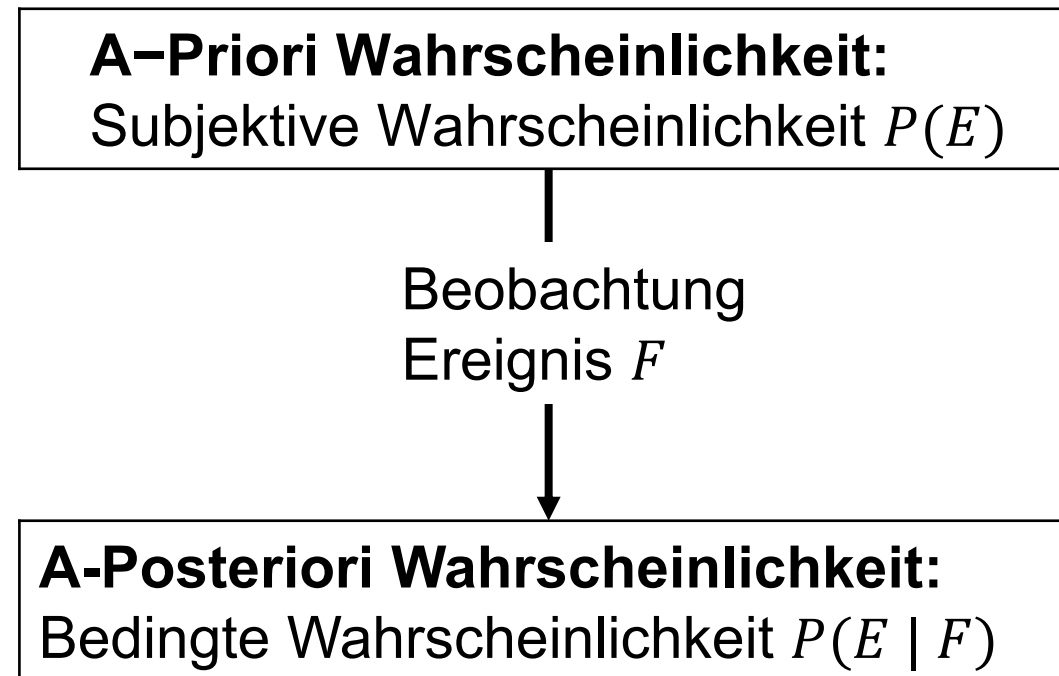 A−Priori Wahrscheinlichkeit:
Subjektive Wahrscheinlichkeit P(E)
Beobachtung
Ereignis F
A-Posteriori Wahrscheinlichkeit:
Bedingte Wahrscheinlichkeit P(E | F)